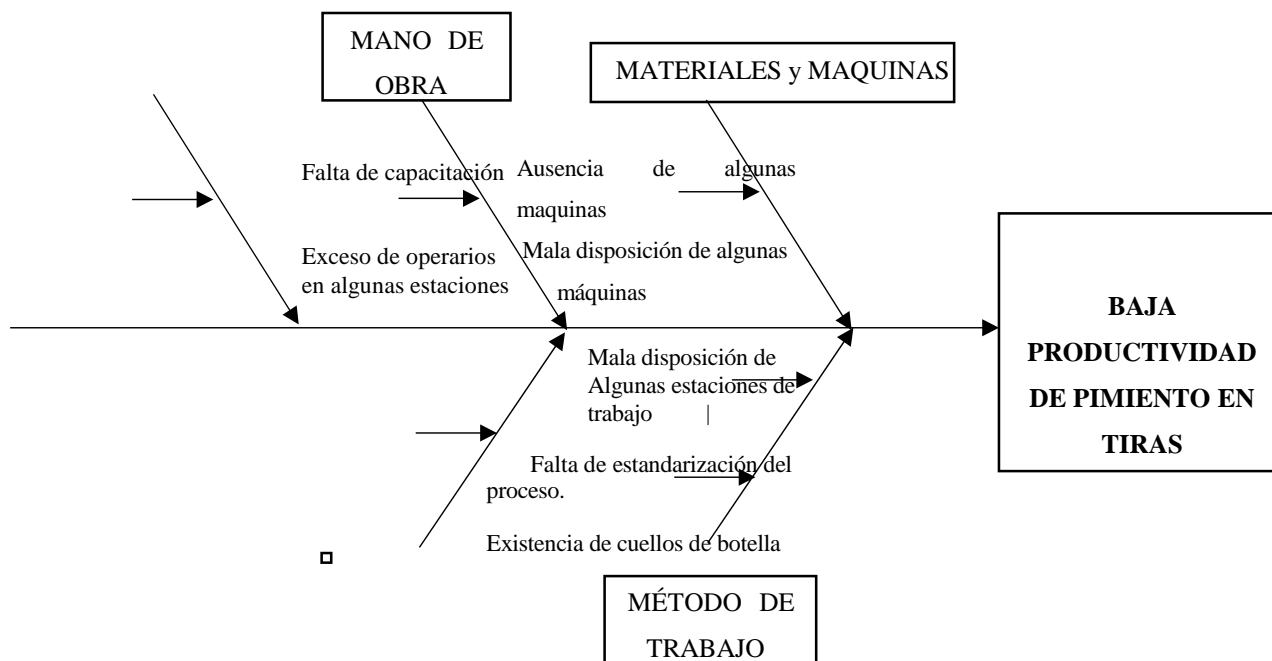 MANO DE
OBRA
MATERIALES y MAQUINAS
Falta de capacitación
Exceso de operarios
en algunas estaciones
Ausencia de algunas
maquinas
Mala disposición de algunas
máquinas
BAJA
PRODUCTIVIDAD
DE PIMIENTO EN
TIRAS
Mala disposición de
Algunas estaciones de
trabajo |
Falta de estandarización del
proceso.
Existencia de cuellos de botella
MÉTODO DE
TRABAJO